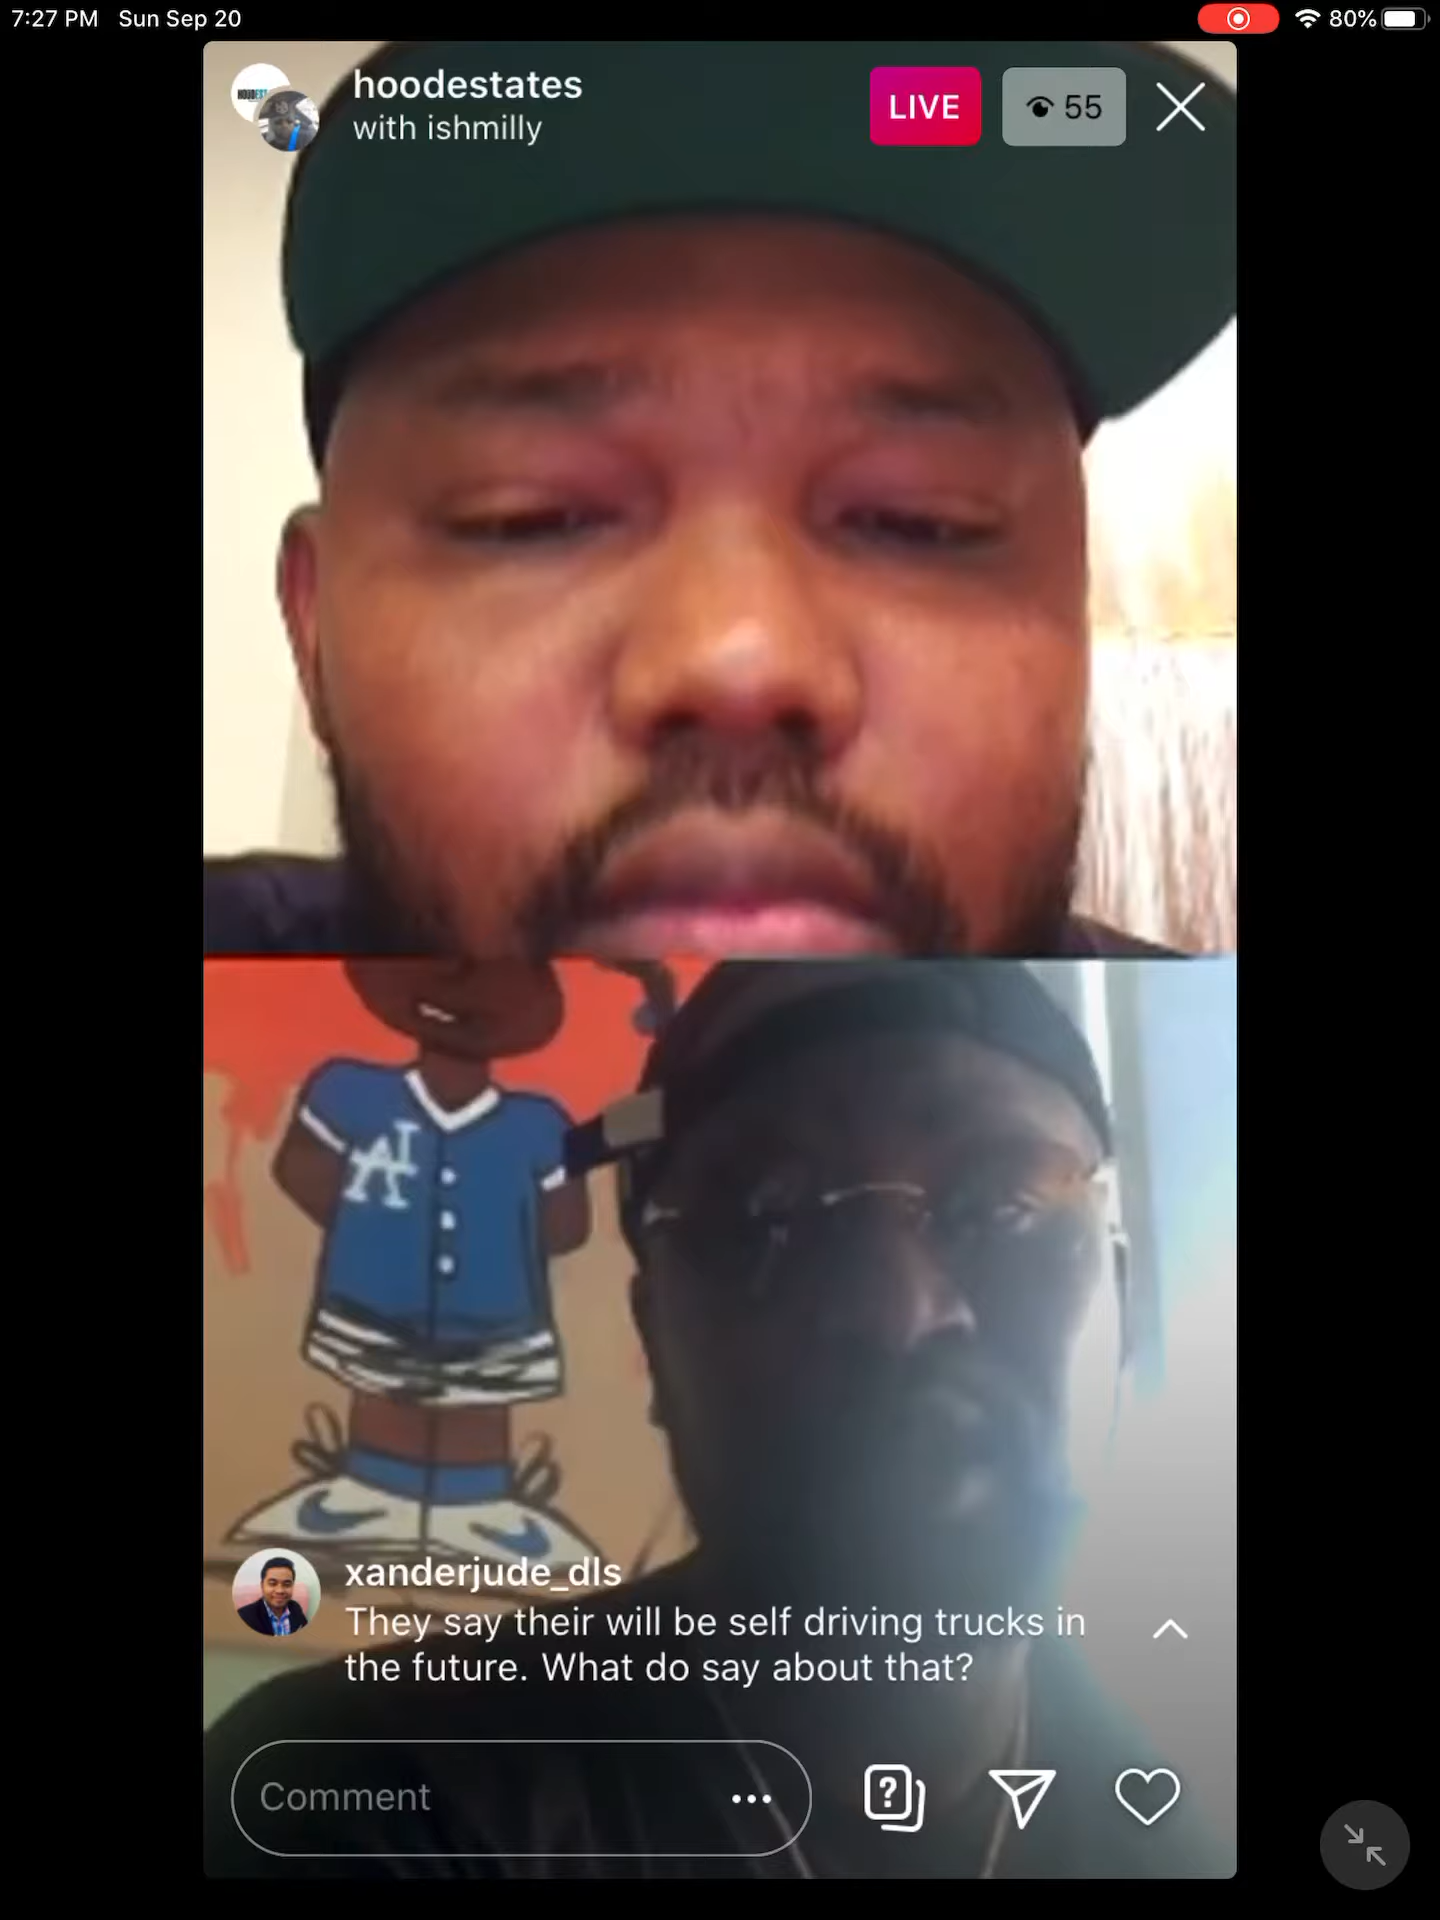 7:27 PM Sun Sep 20
80%
hoodestates
with ishmilly
LIVE
55
xanderjude_dls
They say their will be self driving trucks in
the future. What do say about that?
Comment